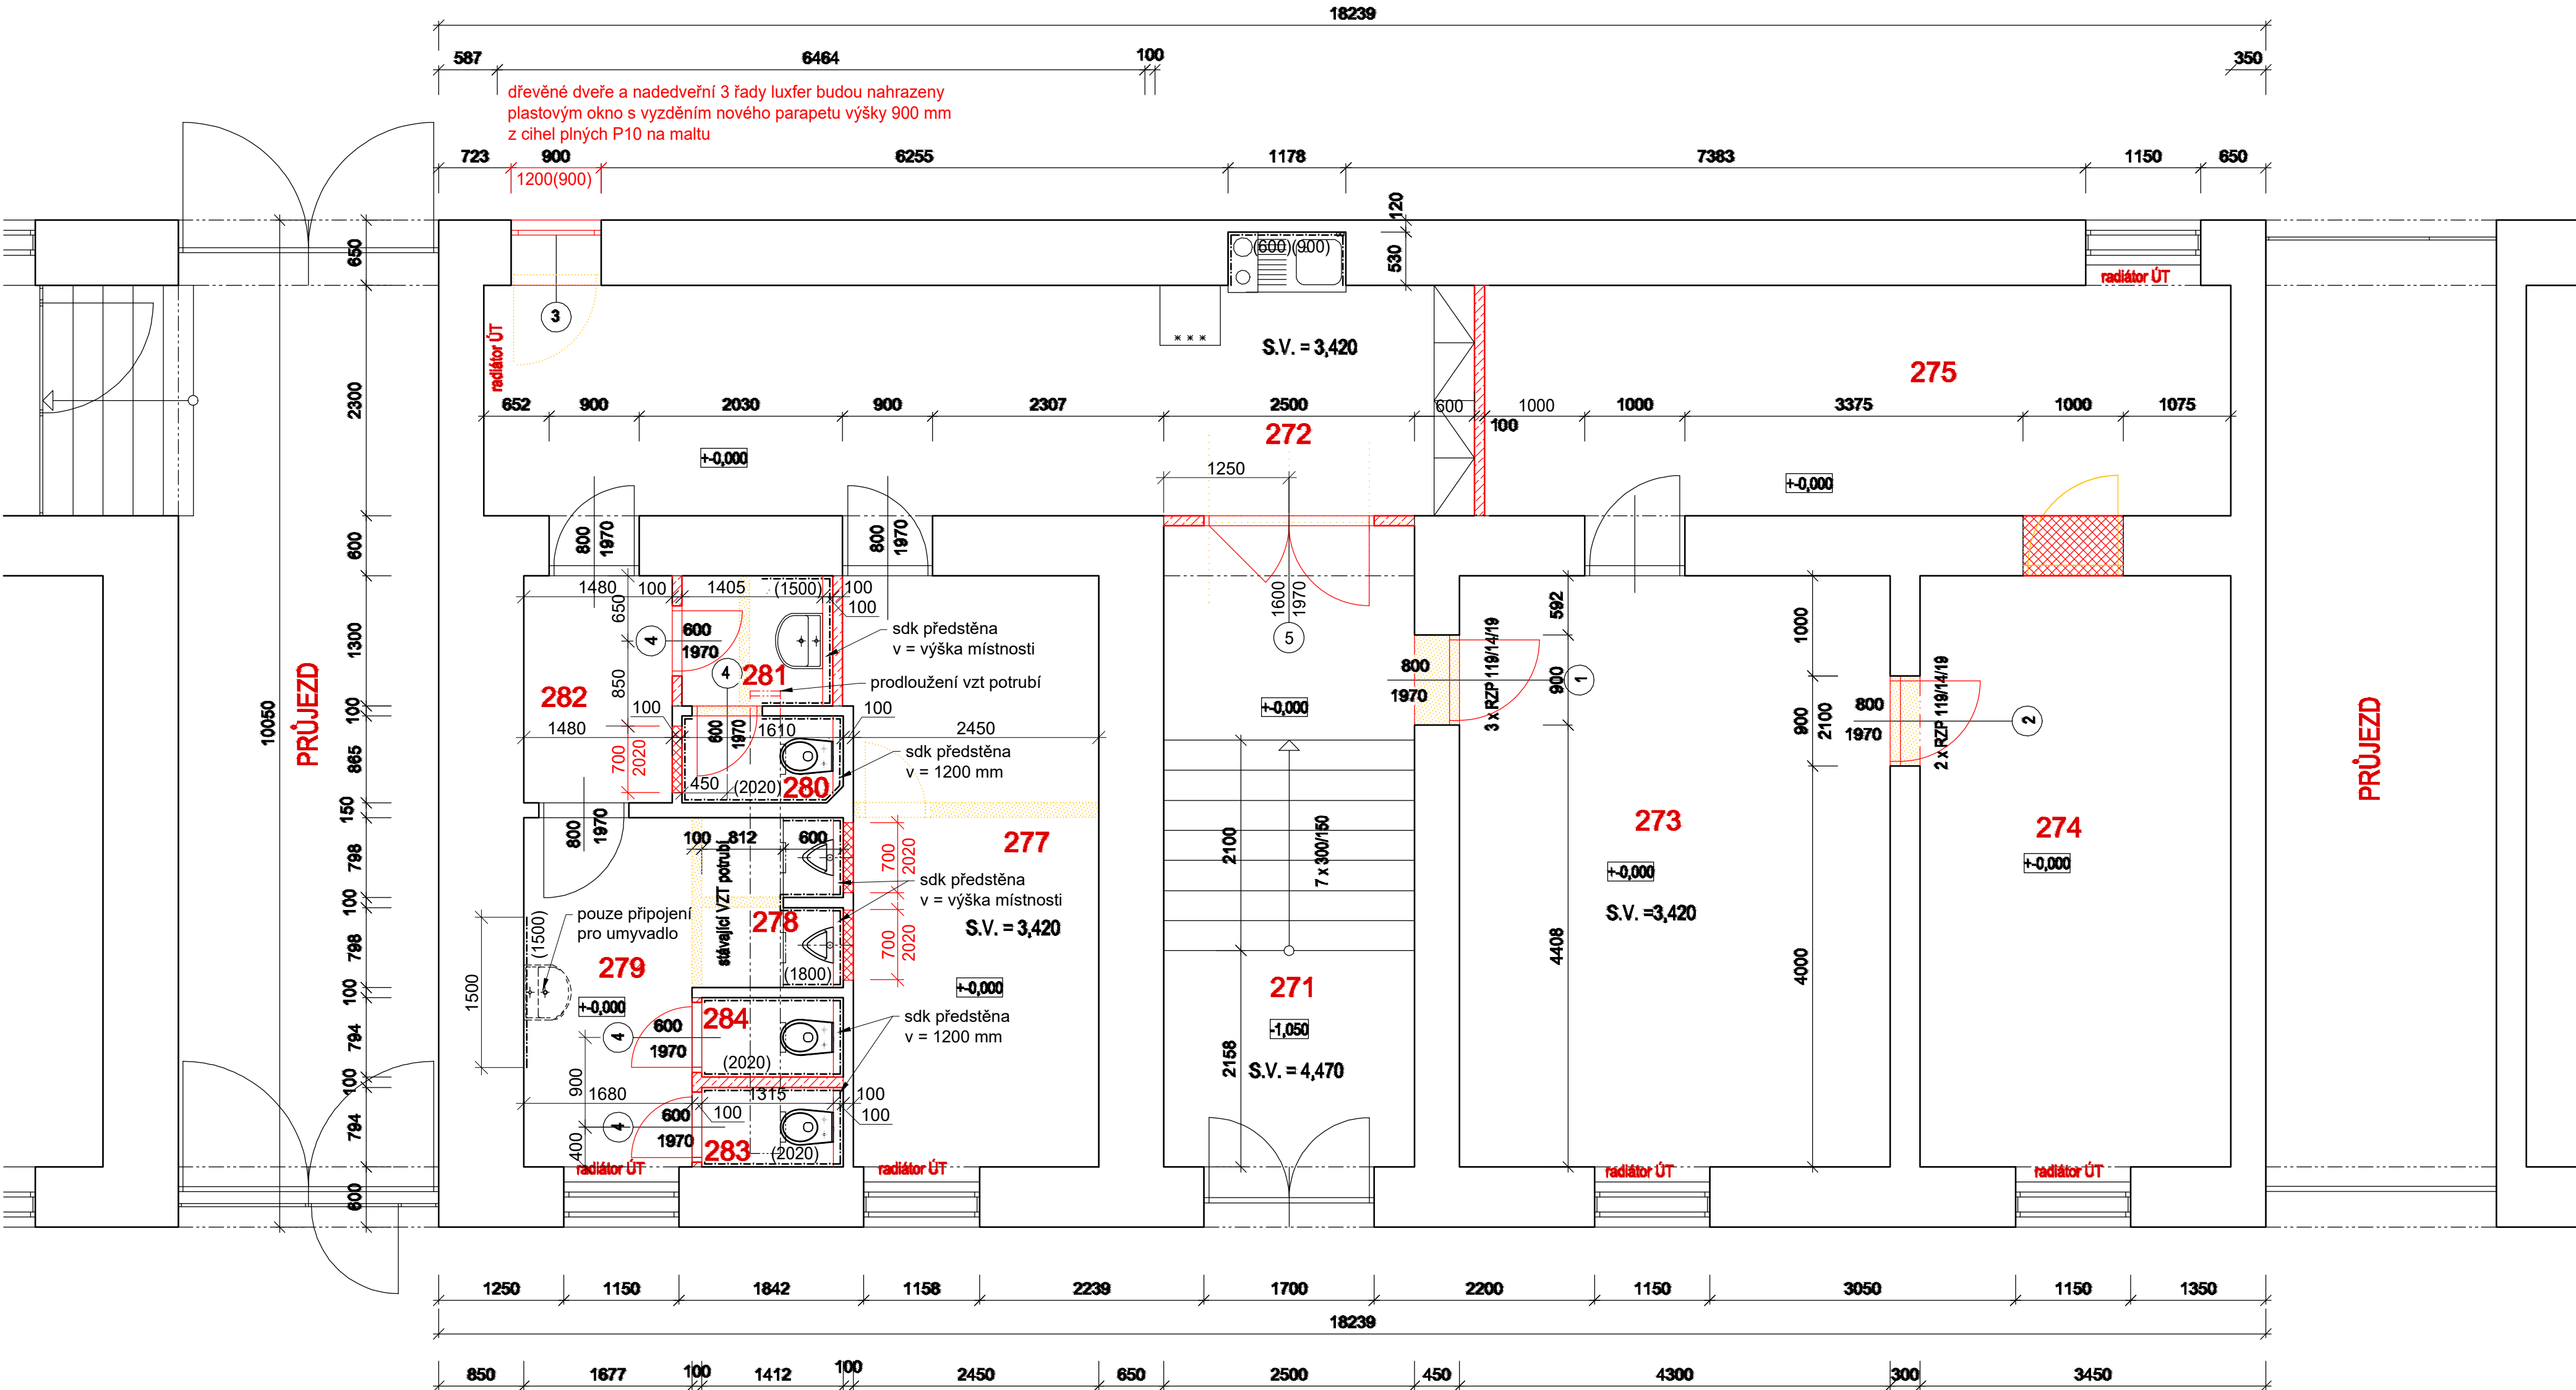 18239
587 6464 100 350
dřevěné dveře a nadedveřní 3 řady luxfer budou nahrazeny
plastovým okno s vyzděním nového parapetu výšky 900 mm
z cihel plných P10 na maltu
723 900 6255 1178 7383 1150 650
1200(900)
120
530
650
(600)(900)
radiátor ÚT
3
radiátor ÚT
* * *
S.V. = 3,420
275
2300
652 900 2030 900 2307 2500 600 1000 1000 3375 1000 1075
100
272
+-0,000
1250
+-0,000
600
800
1970
800
1970
1600
1970
5
1480 100 1405 (1500) 100
100
650
1300
4
600
1970
4
281
sdk předstěna
v = výška místnosti
prodloužení vzt potrubí
282
850
PRŮJEZD
10050
100
100
100
1480
600
1970
1610
2450
700
2020
865
450
(2020)
280
sdk předstěna
v = 1200 mm
592
900
800
1970
1
3 x RZP 119/14/19
+-0,000
1000
900
2100
800
1970
2
2 x RZP 119/14/19
PRŮJEZD
150
800
1970
100 812 600
798
stávající VZT potrubí
700
2020
277
2100
7 x 300/150
273
274
+-0,000
+-0,000
sdk předstěna
v = výška místnosti
100
798
pouze připojení
pro umyvadlo
(1500)
278
(1800)
700
2020
S.V. = 3,420
S.V. =3,420
4408
4000
279
1500
+-0,000
+-0,000
271
-1,050
S.V. = 4,470
2158
100
794
4
600
1970
284
(2020)
sdk předstěna
v = 1200 mm
900
100
1680 1315 100
100
100
794
4
600
1970
400
283
(2020)
radiátor ÚT
radiátor ÚT
radiátor ÚT
radiátor ÚT
600
1250 1150 1842 1158 2239 1700 2200 1150 3050 1150 1350
18239
850 1677 100 1412 100 2450 650 2500 450 4300 300 3450